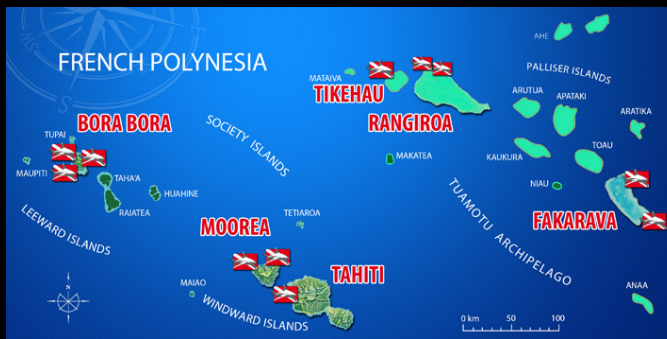 FRENCH POLYNESIA
AHE
PALLISER ISLANDS
MATAIVA
TIKEHAU
RANGIROA
ARUTUA
APATAKI
ARATIKA
BORA BORA
TUPAI
MAUPITI
SOCIETY ISLANDS
MAKATEA
KAUKURA
TOAU
TAHA'A
HUAHINE
RAIATEA
NIAU
LEEWARD ISLANDS
TUAMOTU ARCHIPELAGO
FAKARAVA
MOOREA
TETIAROA
TAHITI
MAIAO
WINDWARD ISLANDS
ANAA
0 km 50 100